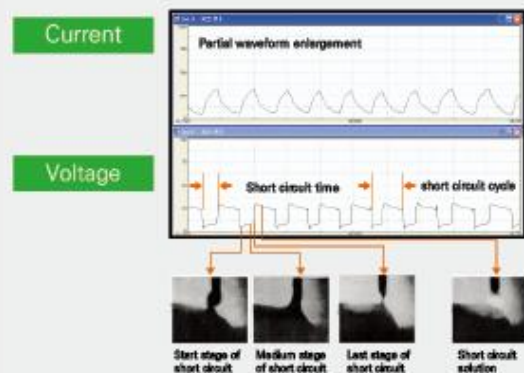 Current
Partial waveform enlargement
Voltage
Short circuit time
short circuit cycle
Start stage of
short circuit
Medium stage
of short circuit
Last stage of
short circuit
Short circuit
solution